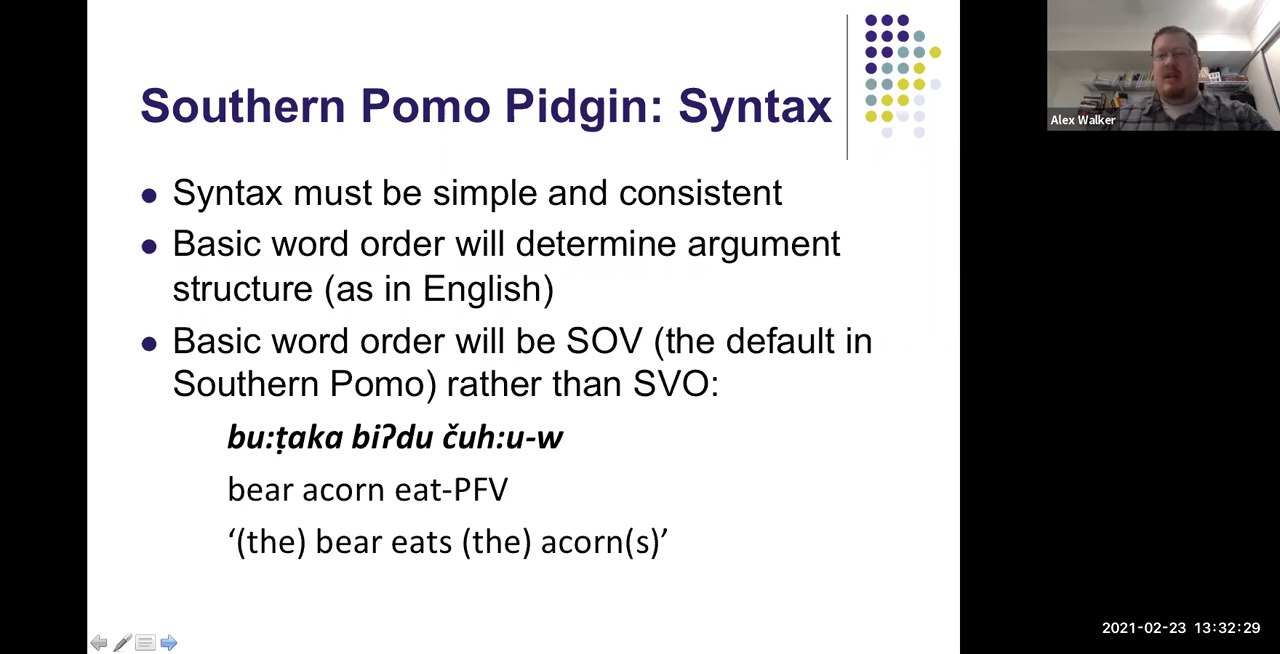 Southern Pomo Pidgin: Syntax
Syntax must be simple and consistent
Basic word order will determine argument
structure (as in English)
Basic word order will be SOV (the default in
Southern Pomo) rather than SVO:
bu:ṭaka biʔdu čuh:u-w
bear acorn eat-PFV
‘(the) bear eats (the) acorn(s)’
Alex Walker
2021-02-23 13:32:29